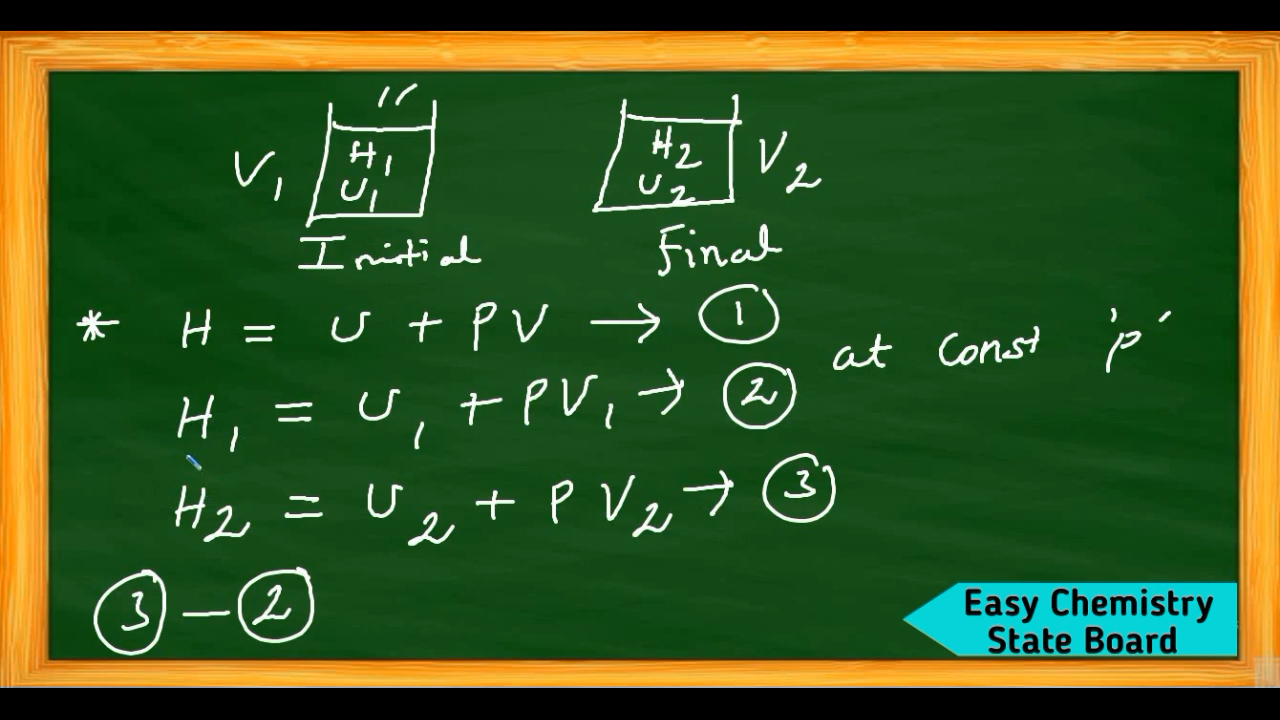 V1 H1 U1
H2 U2 V2
Initial Final
* H = U + PV → ①
at const 'p'
H1 = U1 + PV1 → ②
H2 = U2 + PV2 → ③
③ – ②
Easy Chemistry
State Board